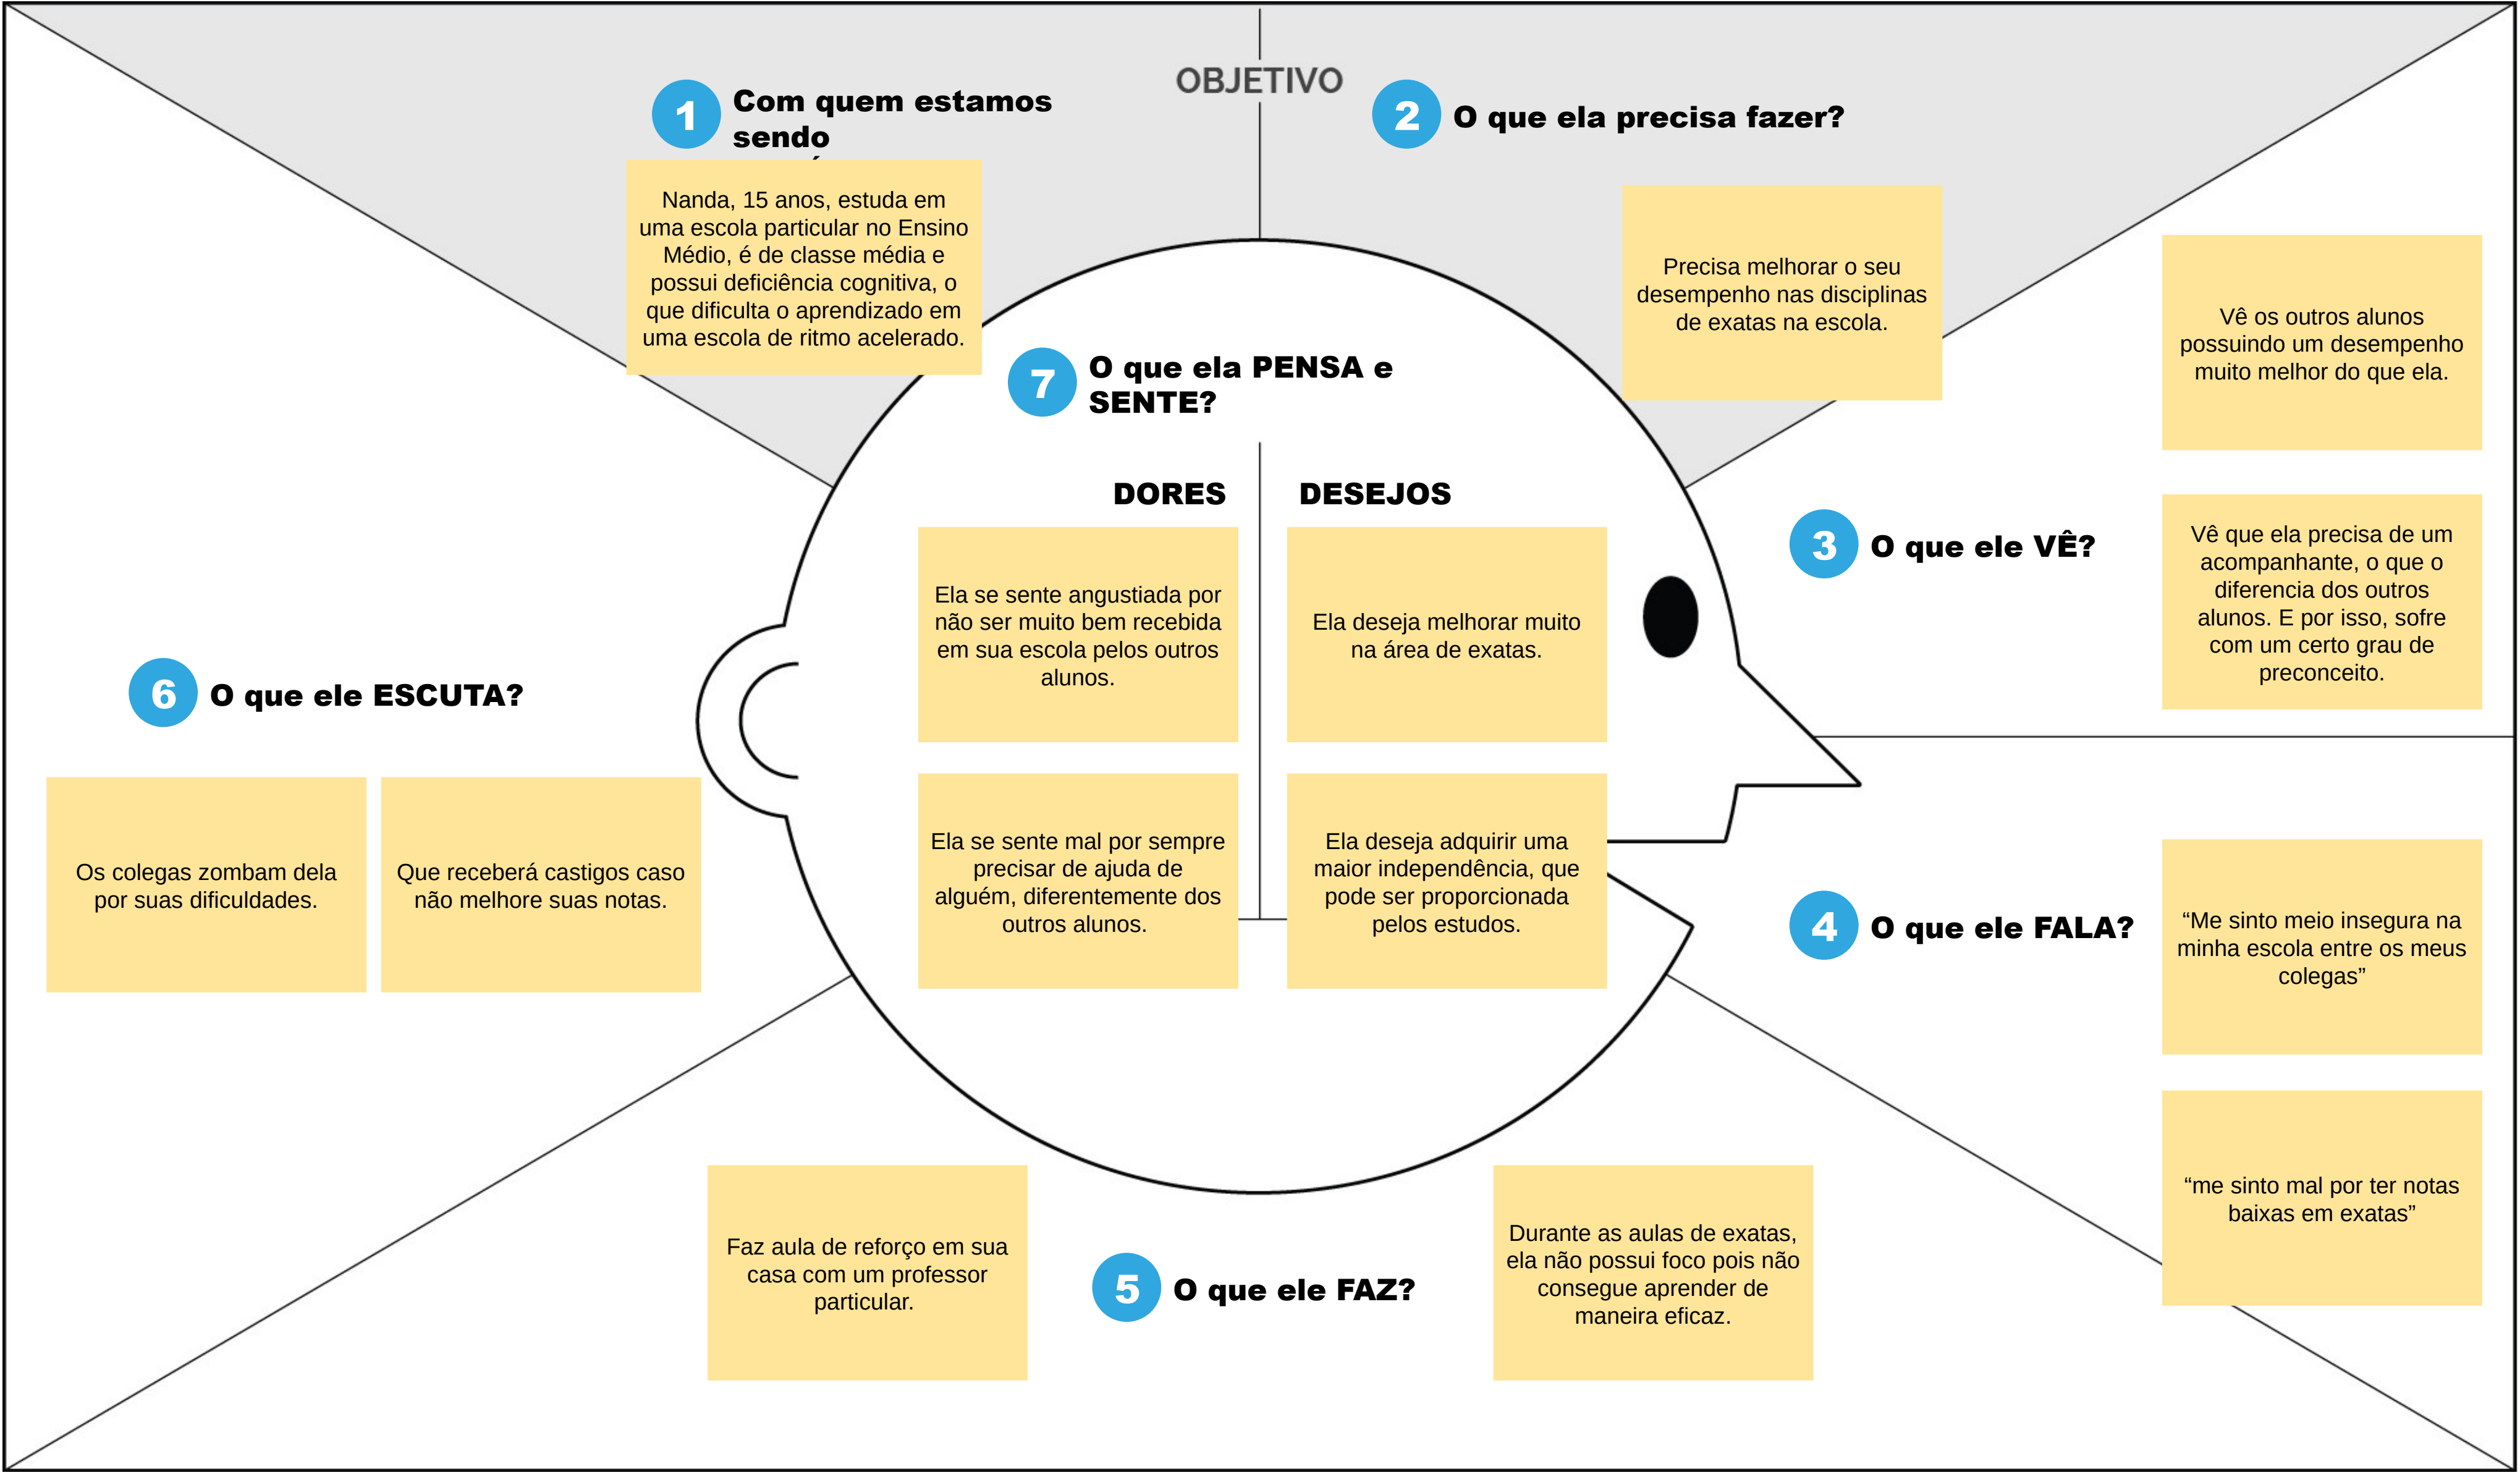 OBJETIVO
1
Com quem estamos
sendo
Nanda, 15 anos, estuda em
uma escola particular no Ensino
Médio, é de classe média e
possui deficiência cognitiva, o
que dificulta o aprendizado em
uma escola de ritmo acelerado.
2
O que ela precisa fazer?
Precisa melhorar o seu
desempenho nas disciplinas
de exatas na escola.
3
O que ele VÊ?
Vê os outros alunos
possuindo um desempenho
muito melhor do que ela.
Vê que ela precisa de um
acompanhante, o que o
diferencia dos outros
alunos. E por isso, sofre
com um certo grau de
preconceito.
4
O que ele FALA?
“Me sinto meio insegura na
minha escola entre os meus
colegas”
“me sinto mal por ter notas
baixas em exatas”
5
O que ele FAZ?
Faz aula de reforço em sua
casa com um professor
particular.
Durante as aulas de exatas,
ela não possui foco pois não
consegue aprender de
maneira eficaz.
6
O que ele ESCUTA?
Os colegas zombam dela
por suas dificuldades.
Que receberá castigos caso
não melhore suas notas.
7
O que ela PENSA e
SENTE?
DORES
Ela se sente angustiada por
não ser muito bem recebida
em sua escola pelos outros
alunos.
Ela se sente mal por sempre
precisar de ajuda de
alguém, diferentemente dos
outros alunos.
DESEJOS
Ela deseja melhorar muito
na área de exatas.
Ela deseja adquirir uma
maior independência, que
pode ser proporcionada
pelos estudos.